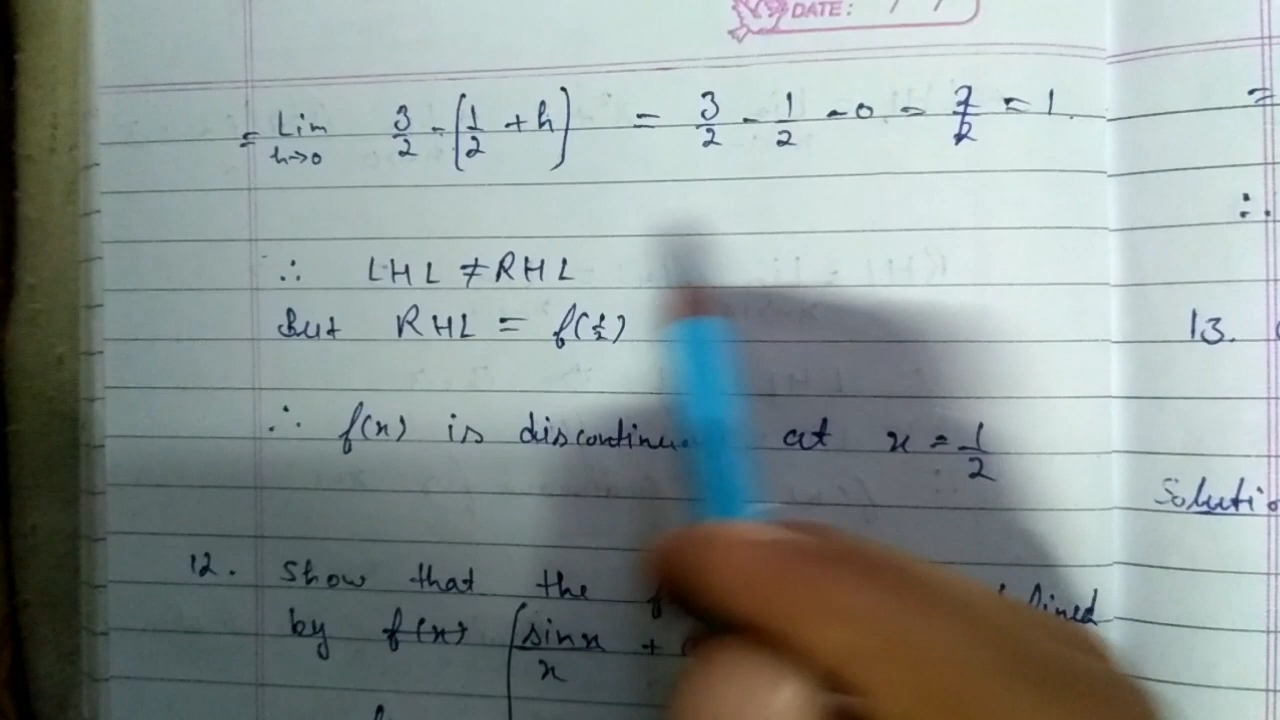 DATE: / /
= Lim h→0 3/2 - (1/2 + h) = 3/2 - 1/2 - 0 = 2/2 = 1.
∴ LHL ≠ RHL
But RHL = f(1/2)
∴ f(x) is discontinu at x = 1/2
12. Show that the
by f(x) sinx/x +
=
∴
13.
Solutio